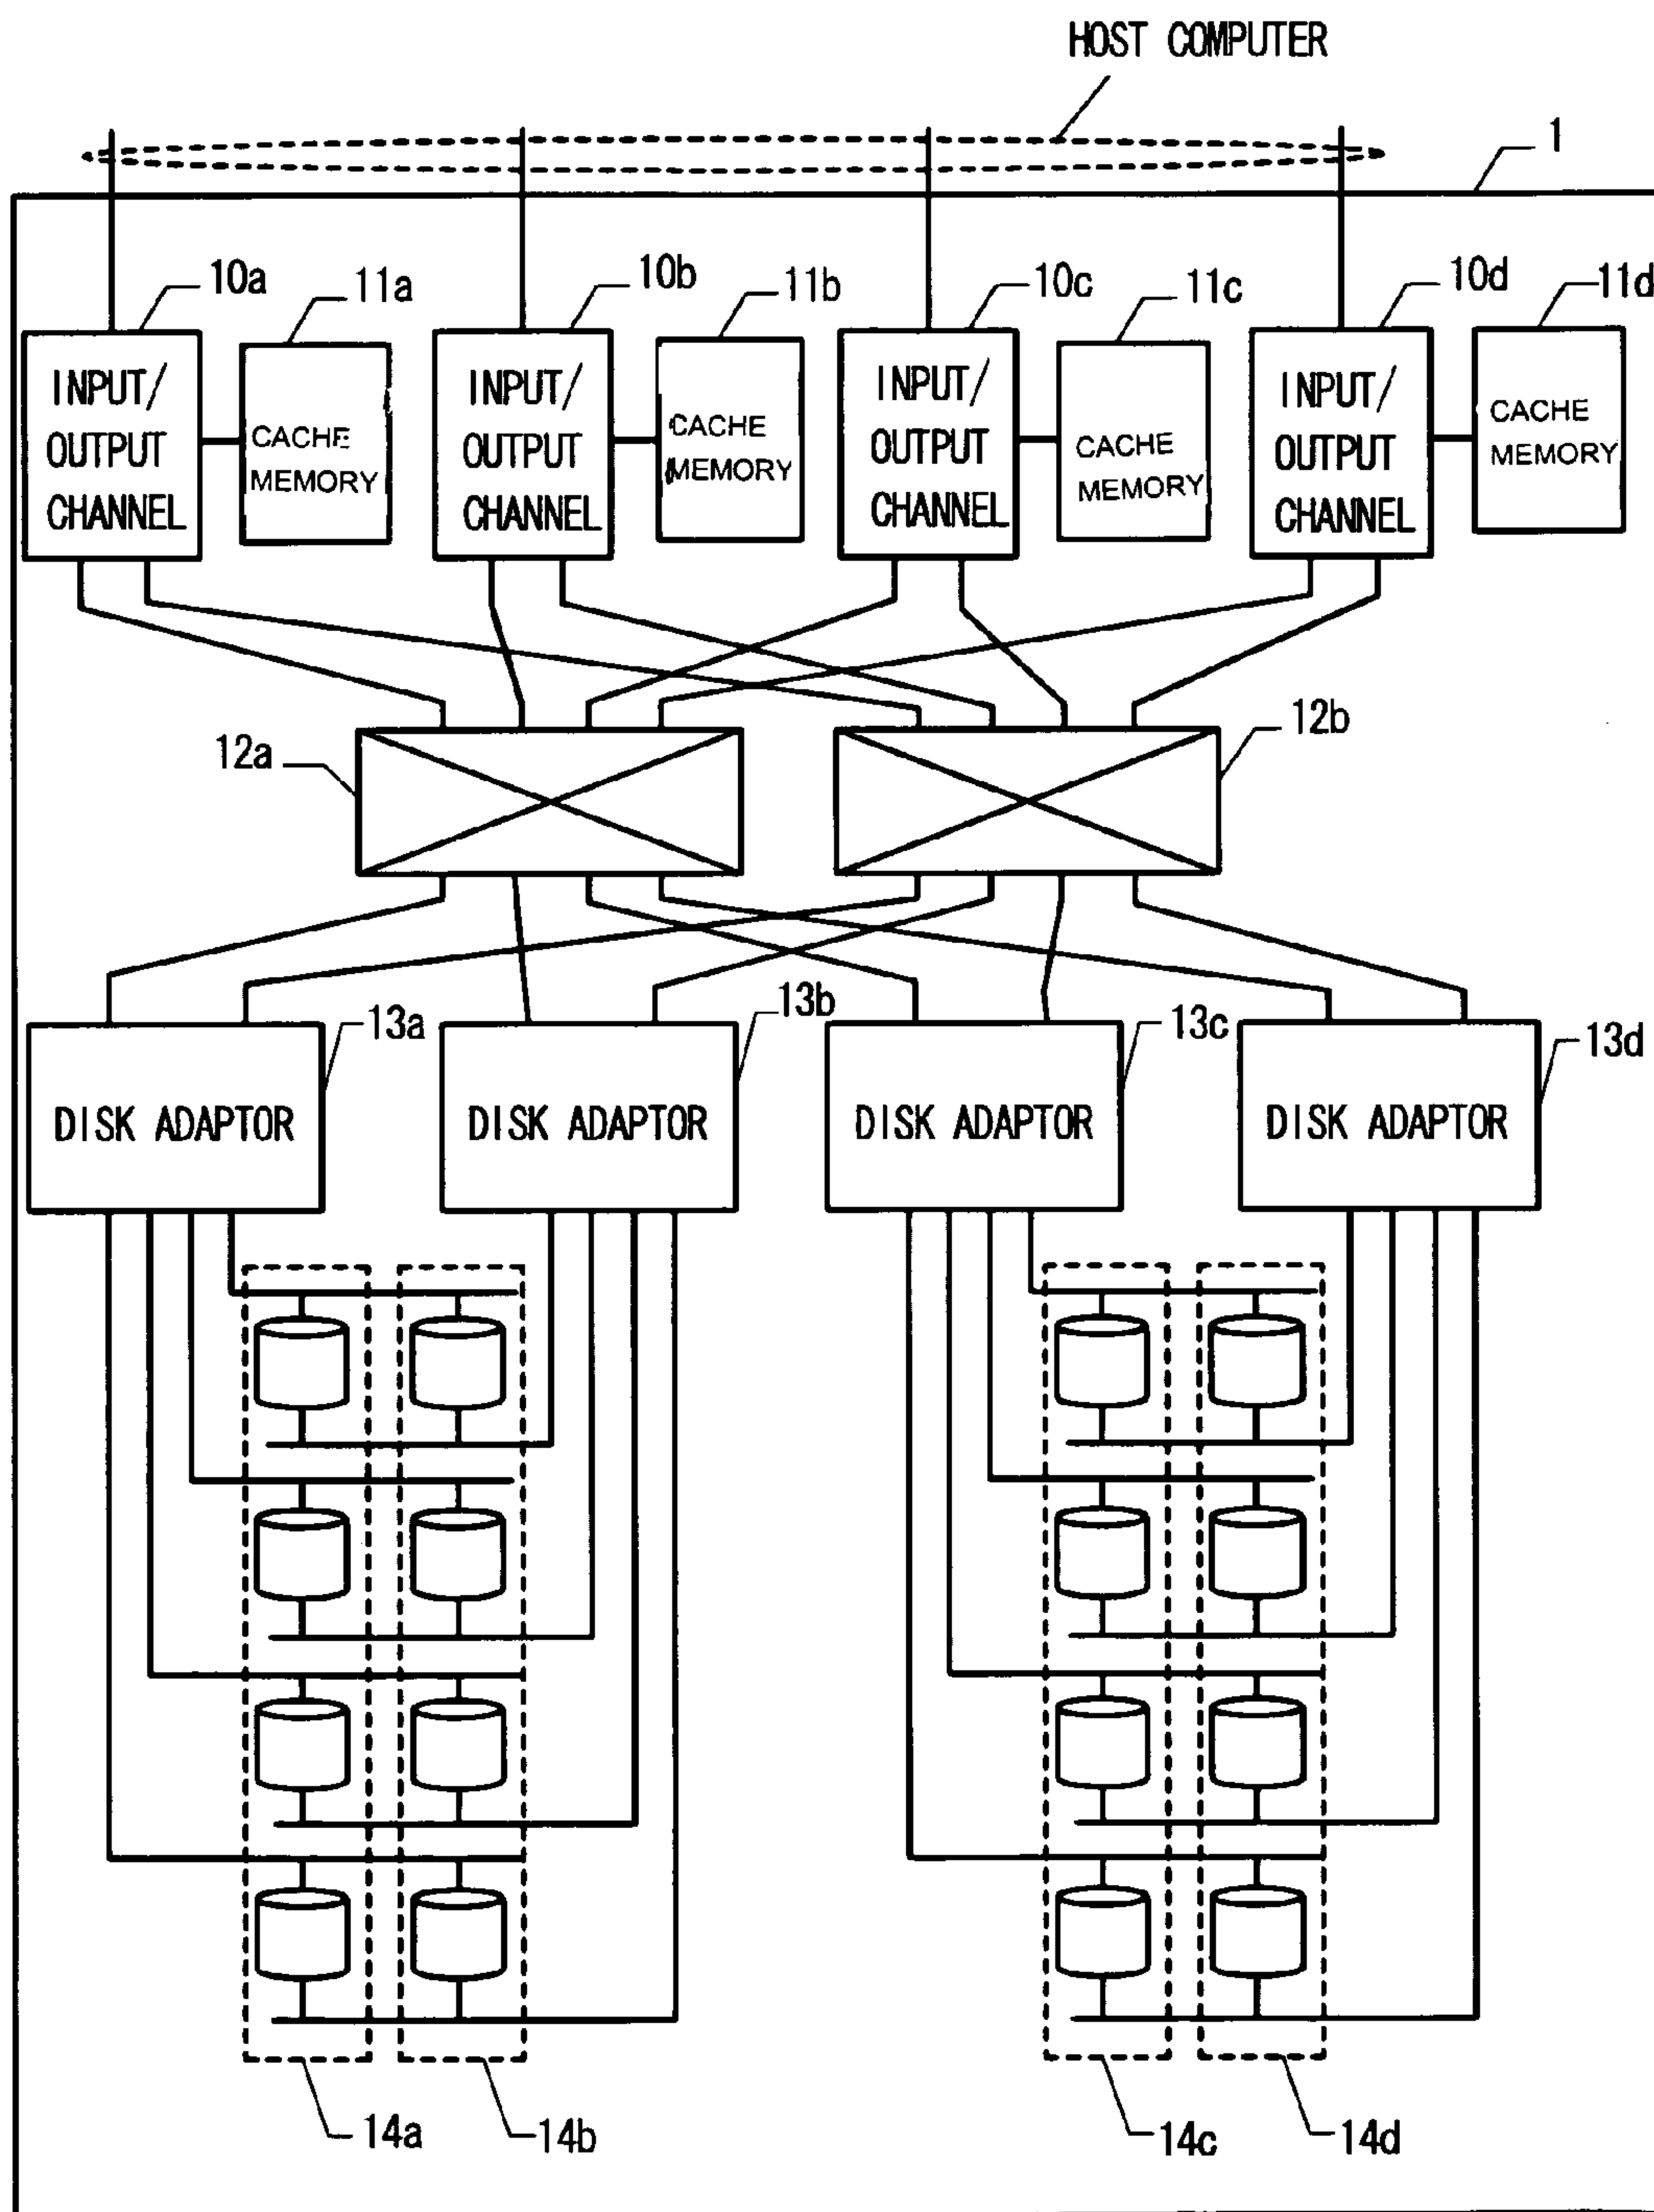 HOST COMPUTER
1
10a
11a
10b
11b
10c
11c
10d
11d
INPUT/
OUTPUT
CHANNEL
CACHE
MEMORY
INPUT/
OUTPUT
CHANNEL
CACHE
MEMORY
INPUT/
OUTPUT
CHANNEL
CACHE
MEMORY
INPUT/
OUTPUT
CHANNEL
CACHE
MEMORY
12a
12b
13a
13b
13c
13d
DISK ADAPTOR
DISK ADAPTOR
DISK ADAPTOR
DISK ADAPTOR
14a
14b
14c
14d